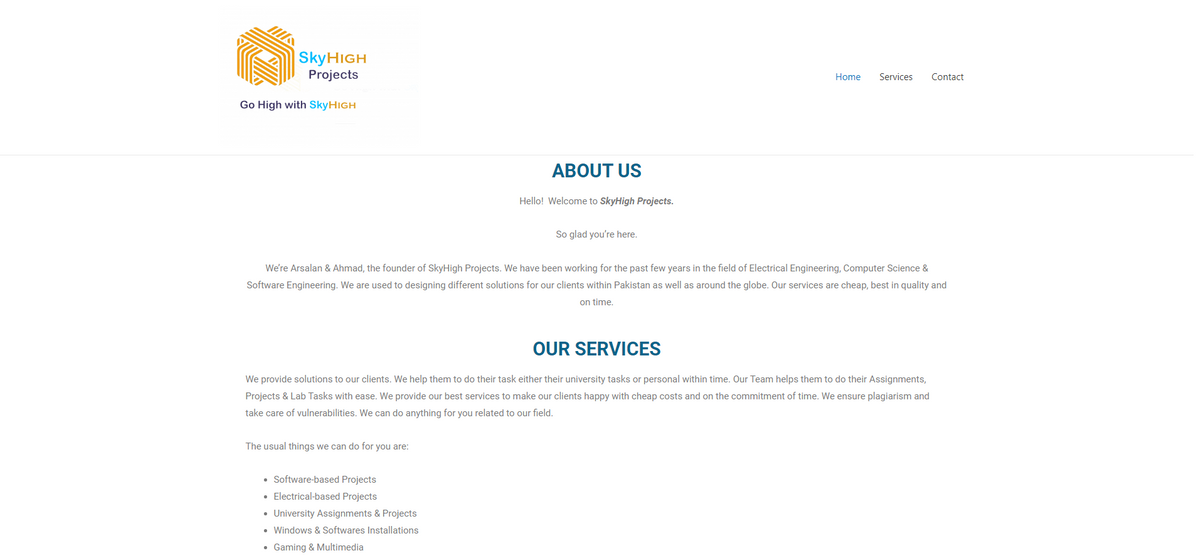 SkyHIGH
Projects
Go High with SkyHIGH
Home Services Contact
ABOUT US
Hello! Welcome to SkyHigh Projects.
So glad you're here.
We're Arsalan & Ahmad, the founder of SkyHigh Projects. We have been working for the past few years in the field of Electrical Engineering, Computer Science &
Software Engineering. We are used to designing different solutions for our clients within Pakistan as well as around the globe. Our services are cheap, best in quality and
on time.
OUR SERVICES
We provide solutions to our clients. We help them to do their task either their university tasks or personal within time. Our Team helps them to do their Assignments,
Projects & Lab Tasks with ease. We provide our best services to make our clients happy with cheap costs and on the commitment of time. We ensure plagiarism and
take care of vulnerabilities. We can do anything for you related to our field.
The usual things we can do for you are:
• Software-based Projects
• Electrical-based Projects
• University Assignments & Projects
• Windows & Softwares Installations
• Gaming & Multimedia